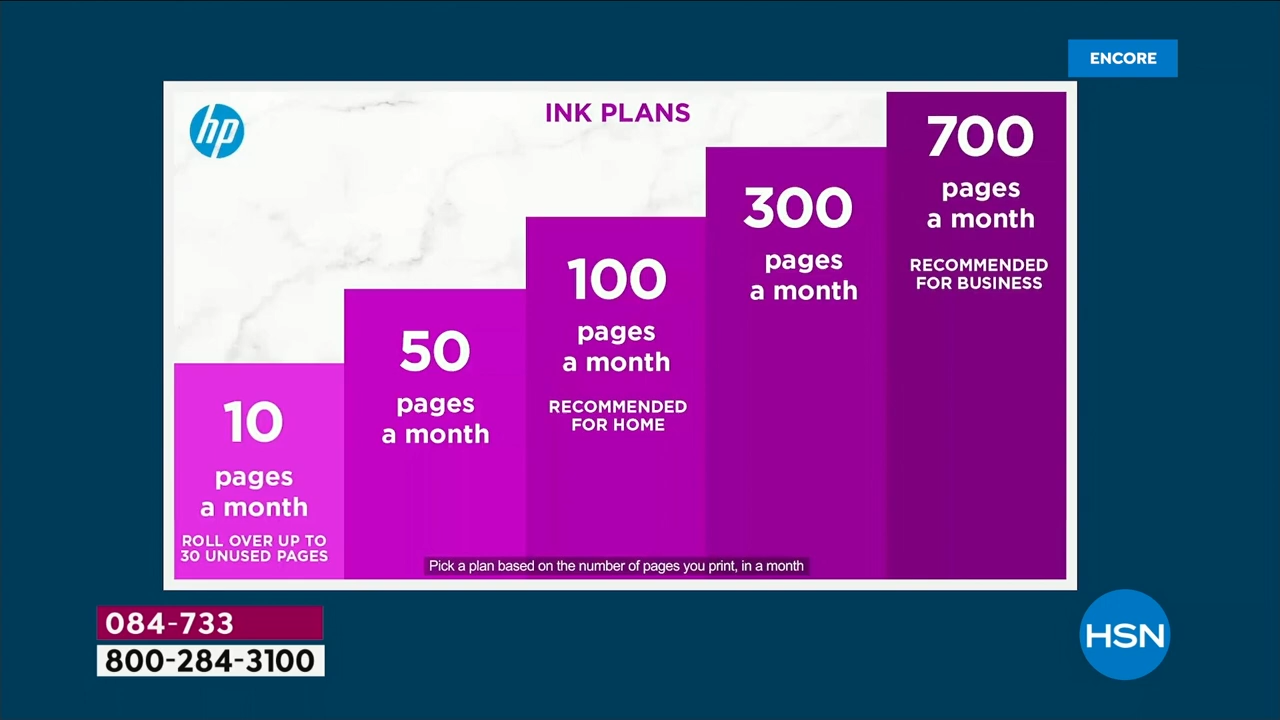 ENCORE
hp
INK PLANS
10
pages
a month
ROLL OVER UP TO
30 UNUSED PAGES
50
pages
a month
100
pages
a month
RECOMMENDED
FOR HOME
300
pages
a month
700
pages
a month
RECOMMENDED
FOR BUSINESS
Pick a plan based on the number of pages you print, in a month
084-733
800-284-3100
HSN